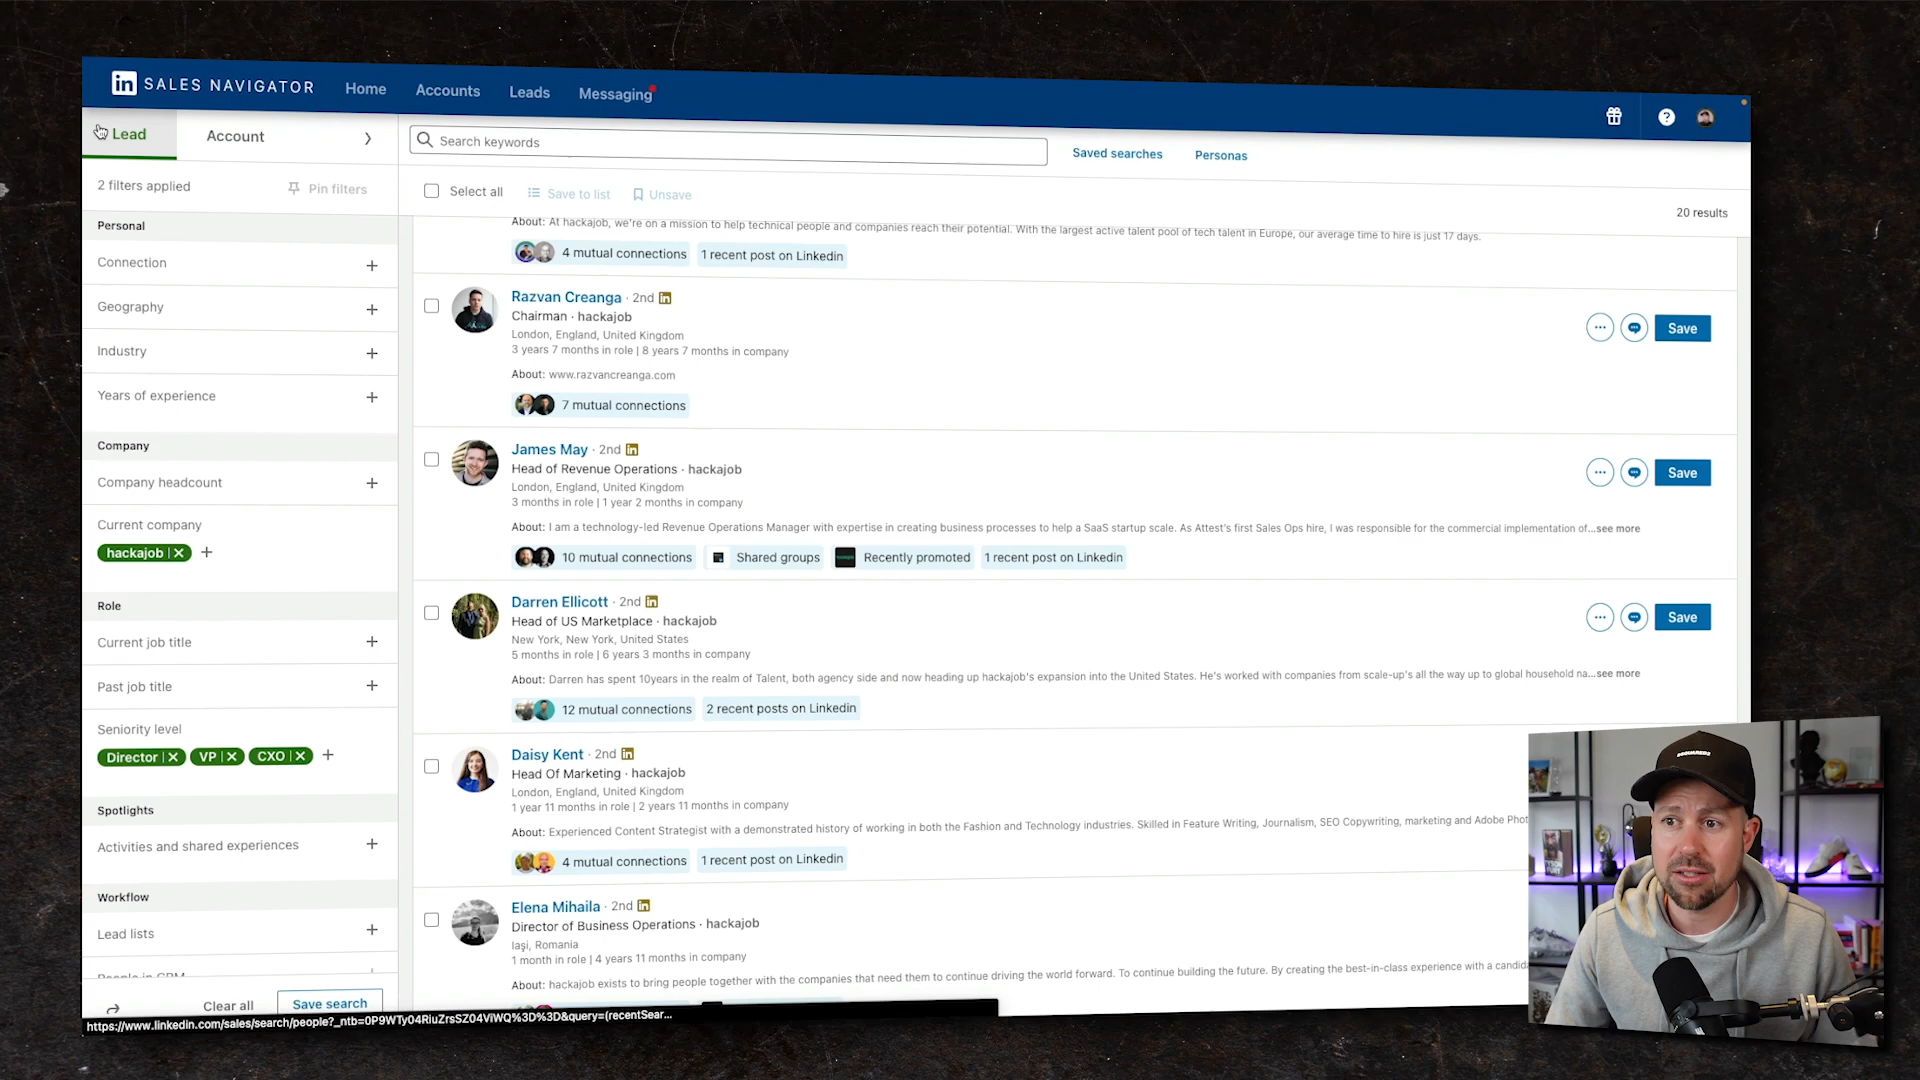 in SALES NAVIGATOR Home Accounts Leads Messaging
Lead Account
Search keywords
Saved searches Personas
2 filters applied Pin filters
Select all Save to list Unsave
20 results
Personal
Connection
Geography
Industry
Years of experience
Company
Company headcount
Current company
hackajob
Role
Current job title
Past job title
Seniority level
Director VP CXO
Spotlights
Activities and shared experiences
Workflow
Lead lists
People in CRM
Clear all Save search
https://www.linkedin.com/sales/search/people?_ntb=0P9WTy04RiuZrsSZ04ViWQ%3D%3D&query=(recentSear...
About: At hackajob, we're on a mission to help technical people and companies reach their potential. With the largest active talent pool of tech talent in Europe, our average time to hire is just 17 days.
4 mutual connections 1 recent post on Linkedin
Razvan Creanga · 2nd in
Chairman · hackajob
London, England, United Kingdom
3 years 7 months in role | 8 years 7 months in company
About: www.razvancreanga.com
7 mutual connections
Save
James May · 2nd in
Head of Revenue Operations · hackajob
London, England, United Kingdom
3 months in role | 1 year 2 months in company
About: I am a technology-led Revenue Operations Manager with expertise in creating business processes to help a SaaS startup scale. As Attest's first Sales Ops hire, I was responsible for the commercial implementation of...see more
10 mutual connections Shared groups Recently promoted 1 recent post on Linkedin
Save
Darren Ellicott · 2nd in
Head of US Marketplace · hackajob
New York, New York, United States
5 months in role | 6 years 3 months in company
About: Darren has spent 10years in the realm of Talent, both agency side and now heading up hackajob's expansion into the United States. He's worked with companies from scale-up's all the way up to global household na...see more
12 mutual connections 2 recent posts on Linkedin
Save
Daisy Kent · 2nd in
Head Of Marketing · hackajob
London, England, United Kingdom
1 year 11 months in role | 2 years 11 months in company
About: Experienced Content Strategist with a demonstrated history of working in both the Fashion and Technology industries. Skilled in Feature Writing, Journalism, SEO Copywriting, marketing and Adobe Phot
4 mutual connections 1 recent post on Linkedin
Elena Mihaila · 2nd in
Director of Business Operations · hackajob
Iaşi, Romania
1 month in role | 4 years 11 months in company
About: hackajob exists to bring people together with the companies that need them to continue driving the world forward. To continue building the future. By creating the best-in-class experience with a candid